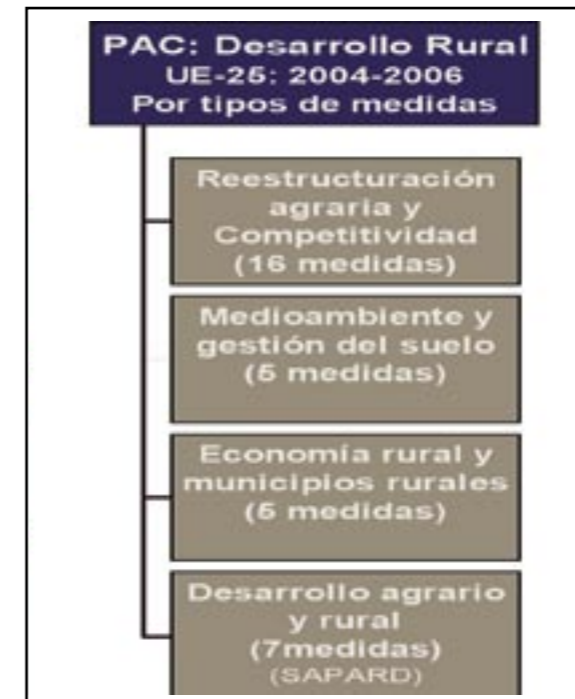 PAC: Desarrollo Rural
UE-25: 2004-2006
Por tipos de medidas
Reestructuración
agraria y
Competitividad
(16 medidas)
Medioambiente y
gestión del suelo
(5 medidas)
Economía rural y
municipios rurales
(5 medidas)
Desarrollo agrario
y rural
(7medidas)
(SAPARD)